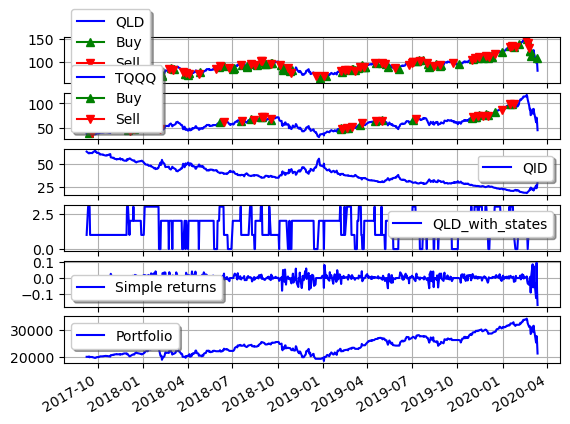 QLD
Buy
Sell
150
100
TQQQ
Buy
Sell
100
50
QID
50
25
QLD_with_states
2.5
0.0
Simple returns
0.1
0.0
−0.1
Portfolio
30000
20000
2017-10 2018-01 2018-04 2018-07 2018-10 2019-01 2019-04 2019-07 2019-10 2020-01 2020-04